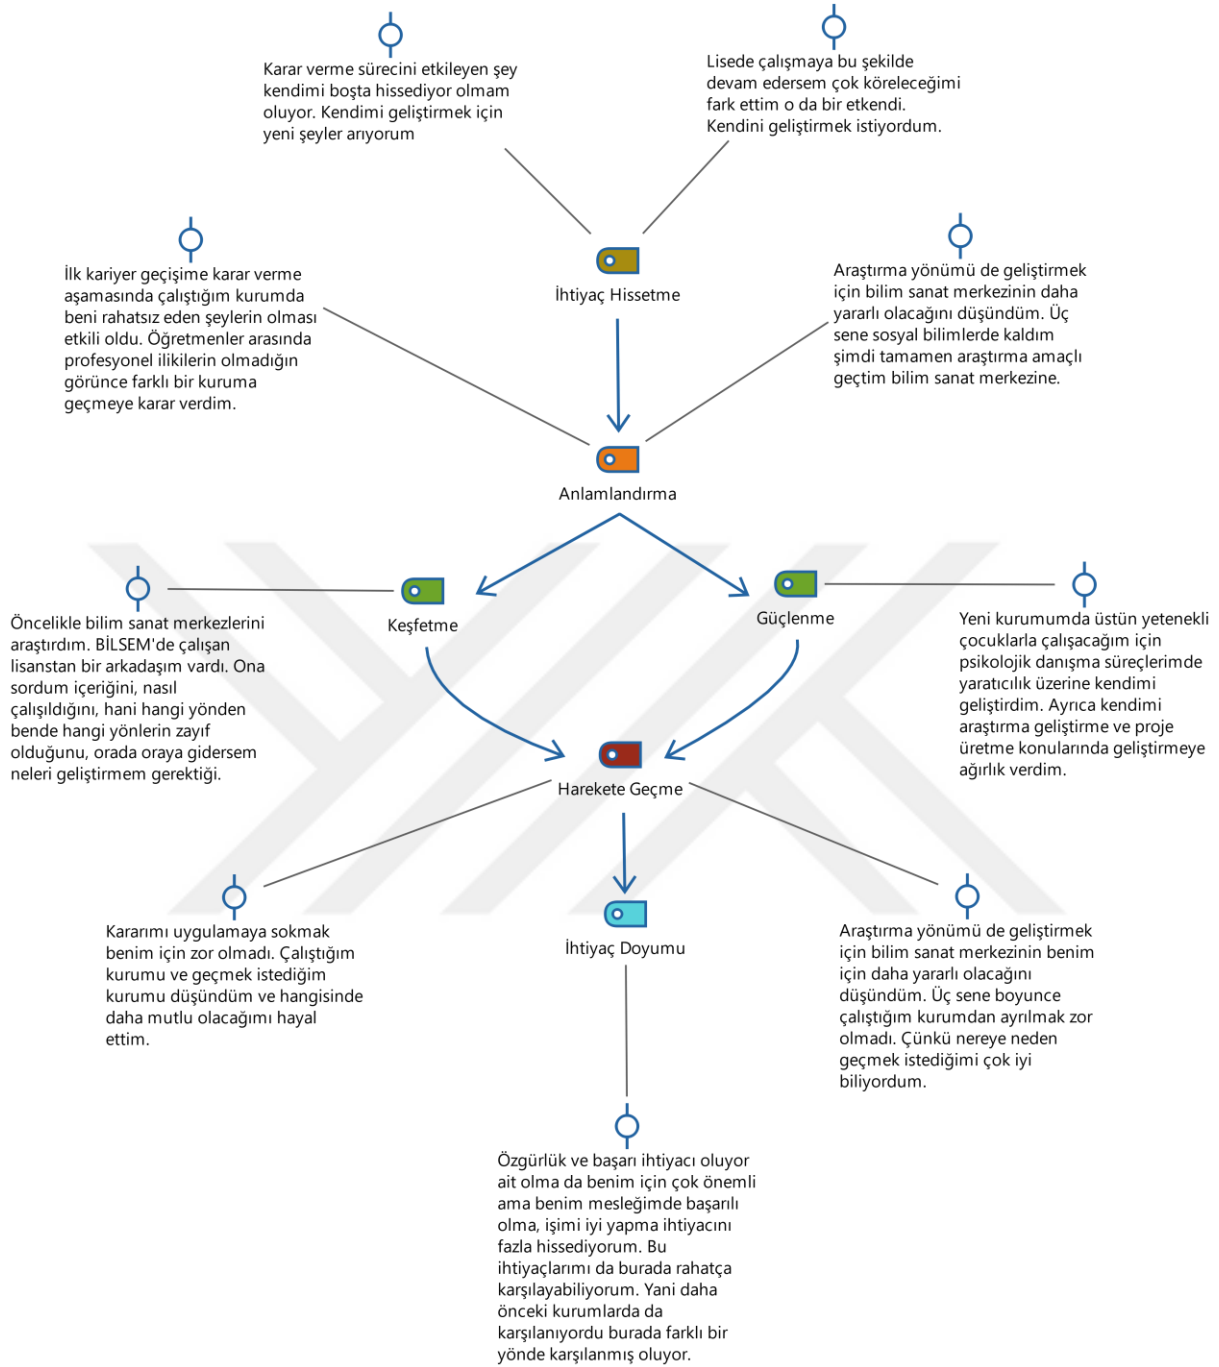 Karar verme sürecini etkileyen şey
kendimi boşta hissediyor olmam
oluyor. Kendimi geliştirmek için
yeni şeyler arıyorum
Lisede çalışmaya bu şekilde
devam edersem çok köreleceğimi
fark ettim o da bir etkendi.
Kendini geliştirmek istiyordum.
İhtiyaç Hissetme
İlk kariyer geçişime karar verme
aşamasında çalıştığım kurumda
beni rahatsız eden şeylerin olması
etkili oldu. Öğretmenler arasında
profesyonel ilikilerin olmadığın
görünce farklı bir kuruma
geçmeye karar verdim.
Araştırma yönümü de geliştirmek
için bilim sanat merkezinin daha
yararlı olacağını düşündüm. Üç
sene sosyal bilimlerde kaldım
şimdi tamamen araştırma amaçlı
geçtim bilim sanat merkezine.
Anlamlandırma
Keşfetme
Güçlenme
Öncelikle bilim sanat merkezlerini
araştırdım. BİLSEM'de çalışan
lisanstan bir arkadaşım vardı. Ona
sordum içeriğini, nasıl
çalışıldığını, hani hangi yönden
bende hangi yönlerin zayıf
olduğunu, orada oraya gidersem
neleri geliştirmem gerektiği.
Yeni kurumumda üstün yetenekli
çocuklarla çalışacağım için
psikolojik danışma süreçlerimde
yaratıcılık üzerine kendimi
geliştirdim. Ayrıca kendimi
araştırma geliştirme ve proje
üretme konularında geliştirmeye
ağırlık verdim.
Harekete Geçme
Kararımı uygulamaya sokmak
benim için zor olmadı. Çalıştığım
kurumu ve geçmek istediğim
kurumu düşündüm ve hangisinde
daha mutlu olacağımı hayal
ettim.
İhtiyaç Doyumu
Araştırma yönümü de geliştirmek
için bilim sanat merkezinin benim
için daha yararlı olacağını
düşündüm. Üç sene boyunce
çalıştığım kurumdan ayrılmak zor
olmadı. Çünkü nereye neden
geçmek istediğimi çok iyi
biliyordum.
Özgürlük ve başarı ihtiyacı oluyor
ait olma da benim için çok önemli
ama benim mesleğimde başarılı
olma, işimi iyi yapma ihtiyacını
fazla hissediyorum. Bu
ihtiyaçlarımı da burada rahatça
karşılayabiliyorum. Yani daha
önceki kurumlarda da
karşılanıyordu burada farklı bir
yönde karşılanmış oluyor.